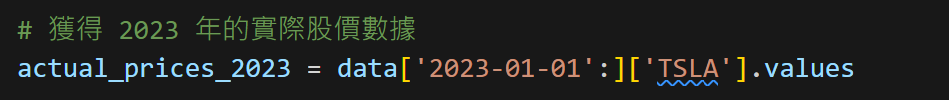 # 獲得 2023 年的實際股價數據
actual_prices_2023 = data['2023-01-01':]['TSLA'].values